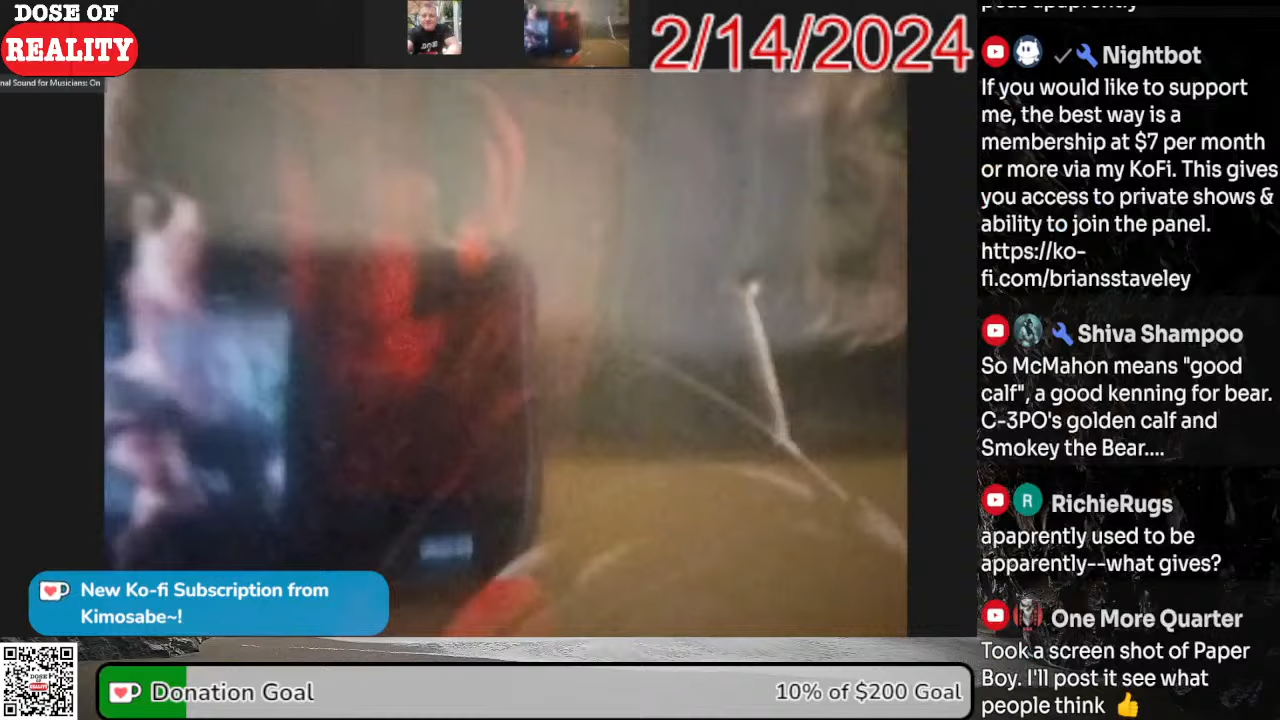 DOSE OF
REALITY
nal Sound for Musicians: On
2/14/2024
Nightbot
If you would like to support
me, the best way is a
membership at $7 per month
or more via my KoFi. This gives
you access to private shows &
ability to join the panel.
https://ko-
fi.com/briansstaveley
Shiva Shampoo
So McMahon means "good
calf", a good kenning for bear.
C-3PO's golden calf and
Smokey the Bear....
R RichieRugs
apaprently used to be
apparently--what gives?
One More Quarter
Took a screen shot of Paper
Boy. I'll post it see what
people think 👍
New Ko-fi Subscription from
Kimosabe~!
Donation Goal
10% of $200 Goal